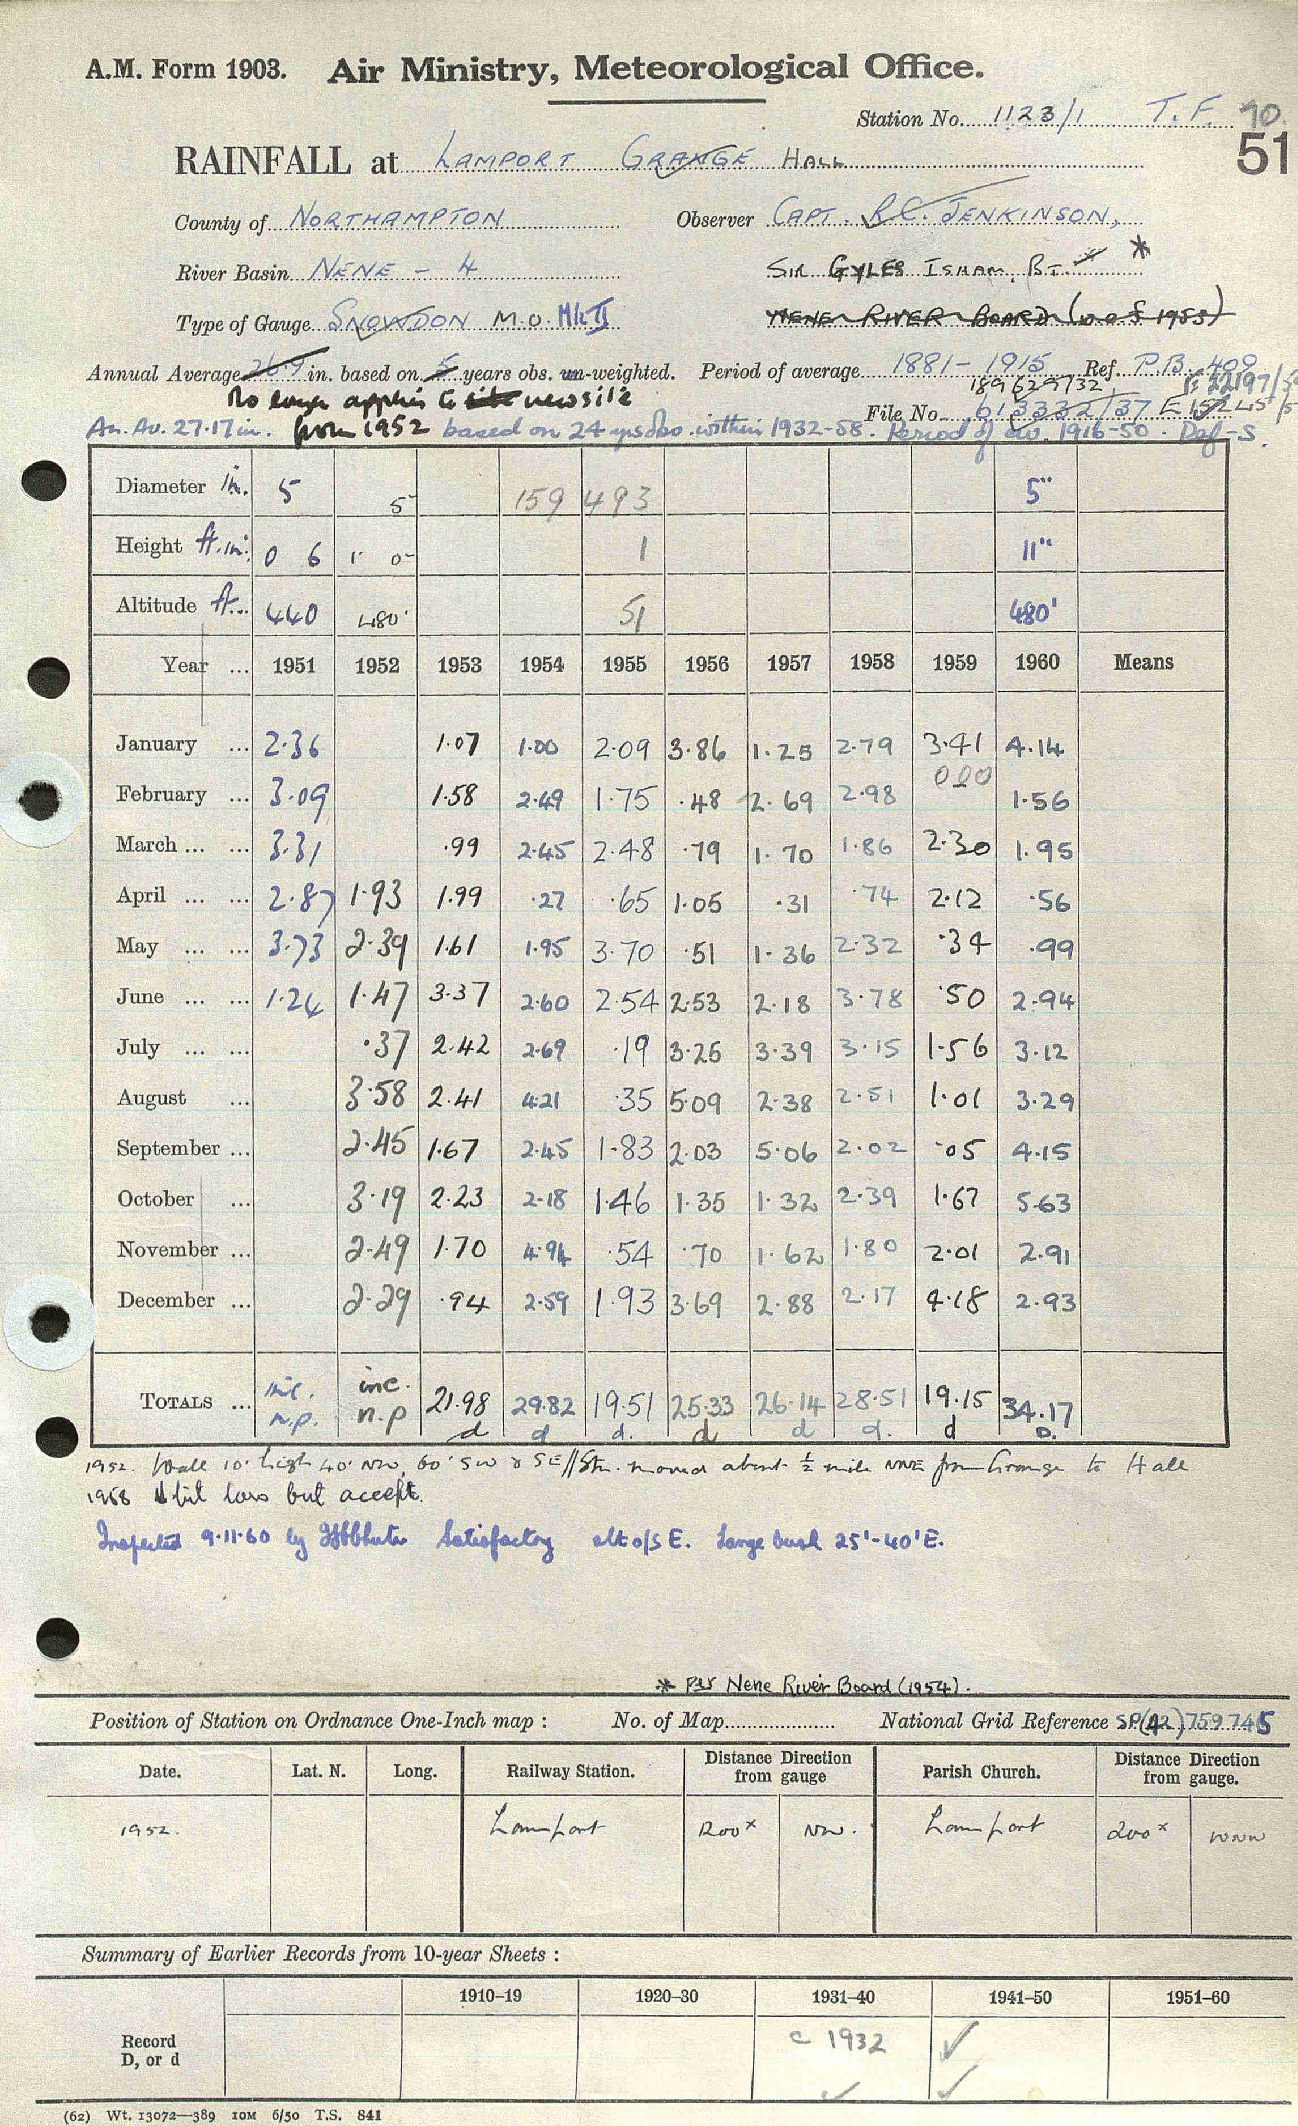 A.M. Form 1903. Air Ministry, Meteorological Office.
Station No. 1123/1 T.F. 90.
51
RAINFALL at LAMPORT GRANGE HALL
County of NORTHAMPTON Observer CAPT. R.C. JENKINSON,
River Basin NENE - 4 SIR GYLES ISHAM, BT. *
Type of Gauge SNOWDON M.O. MkII NENE RIVER BOARD (1953)
Annual Average 26.7 in. based on 5 years obs. un-weighted. Period of average 1881-1915 Ref. P.B. 409
No longer applies to site new site 189629/32
from 1952 File No. 613332/37
An. Av. 27.17 in. based on 24 yrs obs. within 1932-58. Period of av. 1916-50. Def-S.
Diameter in. 5 5 159 493 5"
Height ft. in. 0 6 1 0 1 11"
Altitude ft. 440 480' 51 480'
Year ... 1951 1952 1953 1954 1955 1956 1957 1958 1959 1960 Means
January ... 2.36 1.07 1.00 2.09 3.86 1.25 2.79 3.41 4.14
February ... 3.09 1.58 2.49 1.75 .48 2.69 2.98 000 1.56
March ... ... 3.31 .99 2.45 2.48 .79 1.70 1.86 2.30 1.95
April ... ... 2.87 1.93 1.99 .27 .65 1.05 .31 .74 2.12 .56
May ... ... 3.73 2.39 1.61 1.95 3.70 .51 1.36 2.32 .34 .99
June ... ... 1.24 1.47 3.37 2.60 2.54 2.53 2.18 3.78 .50 2.94
July ... ... .37 2.42 2.69 .19 3.25 3.39 3.15 1.56 3.12
August ... 3.58 2.41 4.21 .35 5.09 2.38 2.51 1.01 3.29
September ... 2.45 1.67 2.45 1.83 2.03 5.06 2.02 .05 4.15
October ... 3.19 2.23 2.18 1.46 1.35 1.32 2.39 1.67 5.63
November ... 2.49 1.70 4.94 .54 .70 1.62 1.80 2.01 2.91
December ... 2.29 .94 2.59 1.93 3.69 2.88 2.17 4.18 2.93
TOTALS ... inc. inc. 21.98 29.82 19.51 25.33 26.14 28.51 19.15 34.17
n.p. n.p d d d. d d d. d D.
1952. Wall 10' high 40' NW, 60' SW & SE // Stn. moved about ½ mile NNE from Grange to Hall
1958 bit low but accept.
Inspected 9.11.60 by Satisfactory alt o/s E. Large bush 25'-40' E.
* Per Nene River Board (1954).
Position of Station on Ordnance One-Inch map : No. of Map National Grid Reference SP(42) 759 745
Date. Lat. N. Long. Railway Station. Distance Direction from gauge Parish Church. Distance Direction from gauge.
1952. Lamport 1200x NW. Lamport 200x WNW
Summary of Earlier Records from 10-year Sheets :
1910-19 1920-30 1931-40 1941-50 1951-60
Record c 1932 ✓
D, or d ✓ ✓
(62) Wt. 13072—389 10M 6/50 T.S. 841